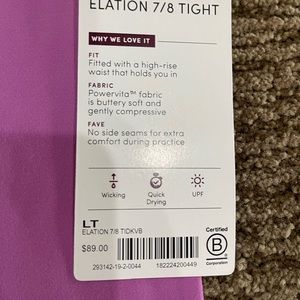 ELATION 7/8 TIGHT
WHY WE LOVE IT
FIT
Fitted with a high-rise
waist that holds you in
FABRIC
Powervita™ fabric
is buttery soft and
gently compressive
FAVE
No side seams for extra
comfort during practice
Wicking
Quick
Drying
UPF
LT
ELATION 7/8 TIDKVB
$89.00
293142-19-2-0044
182224200449
Certified
B
Corporation